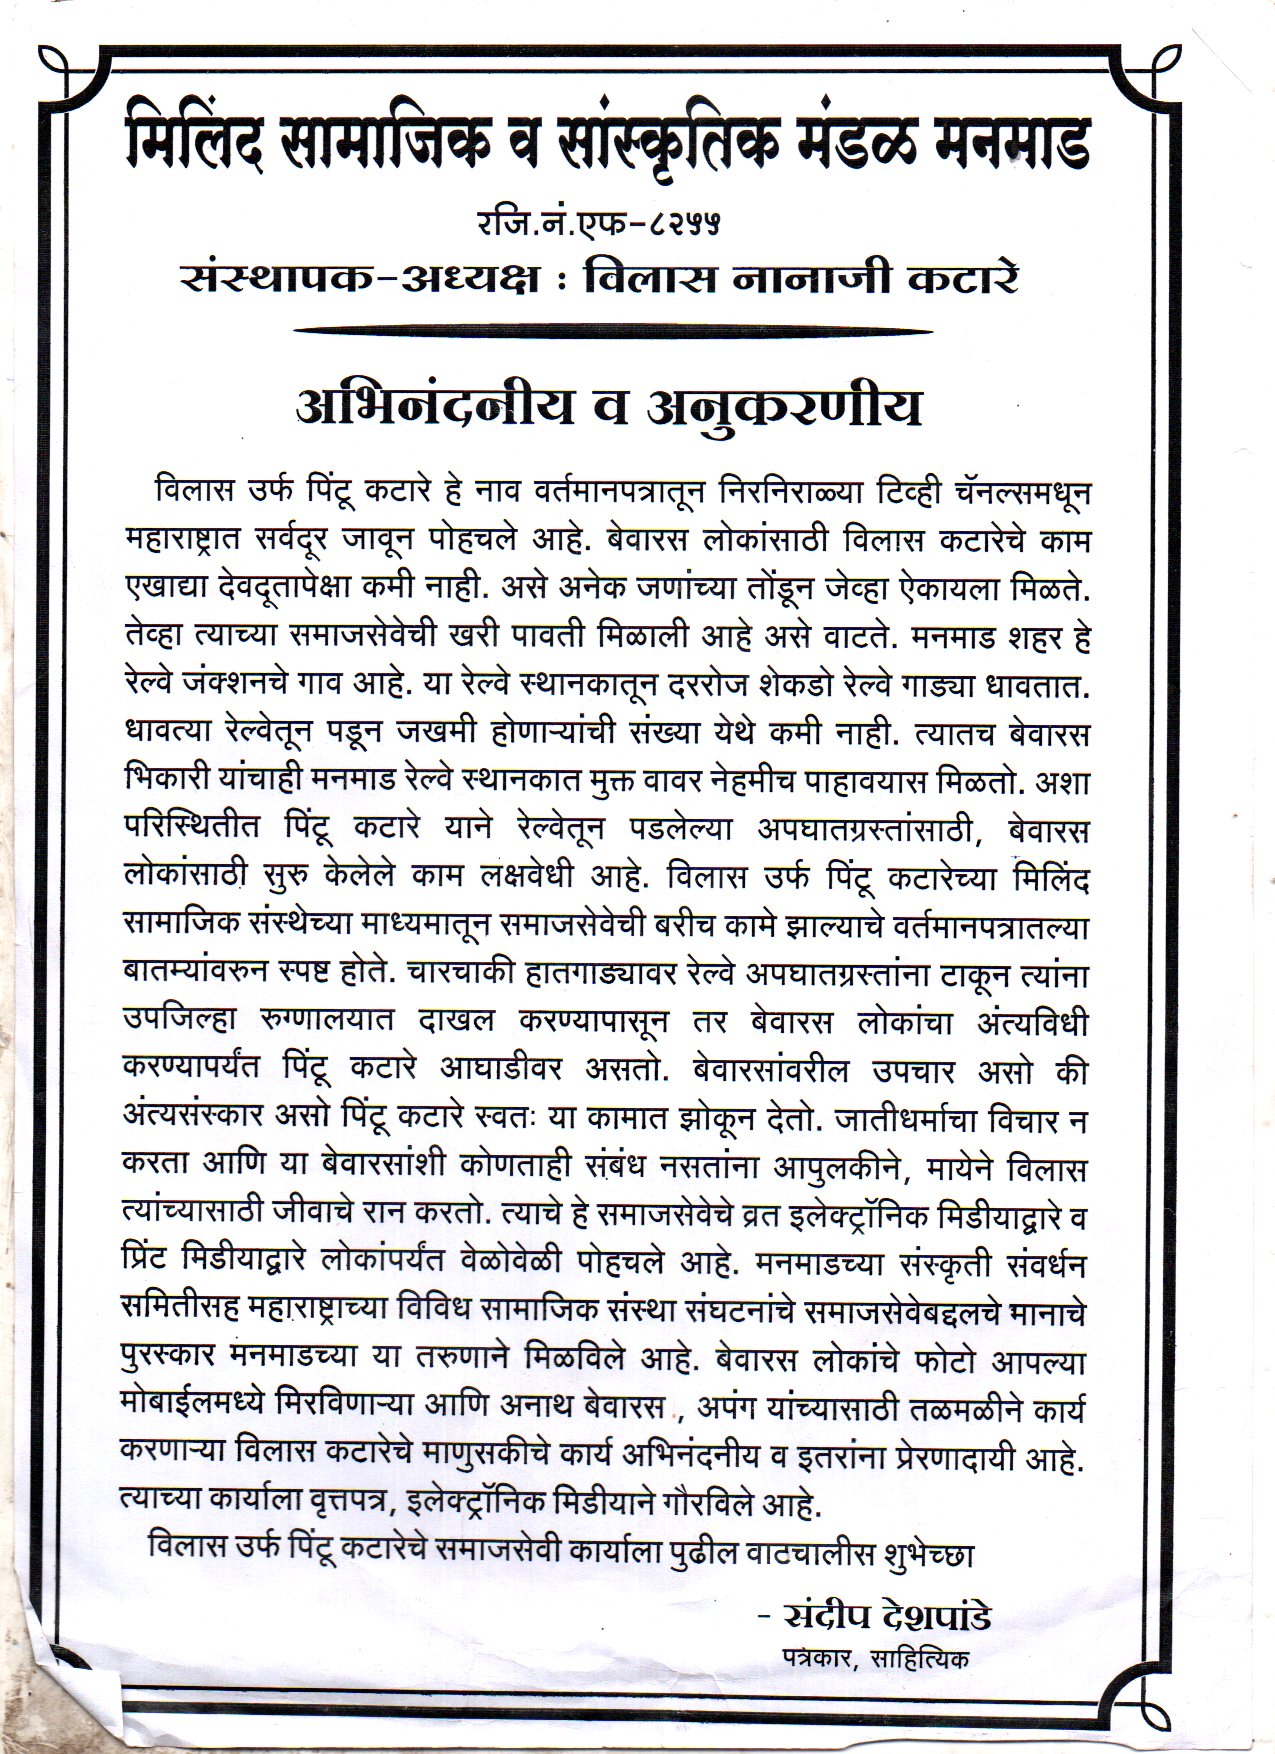 मिलिंद सामाजिक व सांस्कृतिक मंडळ मनमाड
रजि.नं.एफ-८२५५
संस्थापक-अध्यक्ष : विलास नानाजी कटारे
अभिनंदनीय व अनुकरणीय
विलास उर्फ पिंटू कटारे हे नाव वर्तमानपत्रातून निरनिराळ्या टिव्ही चॅनल्समधून
महाराष्ट्रात सर्वदूर जावून पोहचले आहे. बेवारस लोकांसाठी विलास कटारेचे काम
एखाद्या देवदूतापेक्षा कमी नाही. असे अनेक जणांच्या तोंडून जेव्हा ऐकायला मिळते.
तेव्हा त्याच्या समाजसेवेची खरी पावती मिळाली आहे असे वाटते. मनमाड शहर हे
रेल्वे जंक्शनचे गाव आहे. या रेल्वे स्थानकातून दररोज शेकडो रेल्वे गाड्या धावतात.
धावत्या रेल्वेतून पडून जखमी होणाऱ्यांची संख्या येथे कमी नाही. त्यातच बेवारस
भिकारी यांचाही मनमाड रेल्वे स्थानकात मुक्त वावर नेहमीच पाहावयास मिळतो. अशा
परिस्थितीत पिंटू कटारे याने रेल्वेतून पडलेल्या अपघातग्रस्तांसाठी, बेवारस
लोकांसाठी सुरु केलेले काम लक्षवेधी आहे. विलास उर्फ पिंटू कटारेच्या मिलिंद
सामाजिक संस्थेच्या माध्यमातून समाजसेवेची बरीच कामे झाल्याचे वर्तमानपत्रातल्या
बातम्यांवरुन स्पष्ट होते. चारचाकी हातगाड्यावर रेल्वे अपघातग्रस्तांना टाकून त्यांना
उपजिल्हा रुग्णालयात दाखल करण्यापासून तर बेवारस लोकांचा अंत्यविधी
करण्यापर्यंत पिंटू कटारे आघाडीवर असतो. बेवारसांवरील उपचार असो की
अंत्यसंस्कार असो पिंटू कटारे स्वतः या कामात झोकून देतो. जातीधर्माचा विचार न
करता आणि या बेवारसांशी कोणताही संबंध नसतांना आपुलकीने, मायेने विलास
त्यांच्यासाठी जीवाचे रान करतो. त्याचे हे समाजसेवेचे व्रत इलेक्ट्रॉनिक मिडीयाद्वारे व
प्रिंट मिडीयाद्वारे लोकांपर्यंत वेळोवेळी पोहचले आहे. मनमाडच्या संस्कृती संवर्धन
समितीसह महाराष्ट्राच्या विविध सामाजिक संस्था संघटनांचे समाजसेवेबद्दलचे मानाचे
पुरस्कार मनमाडच्या या तरुणाने मिळविले आहे. बेवारस लोकांचे फोटो आपल्या
मोबाईलमध्ये मिरविणाऱ्या आणि अनाथ बेवारस , अपंग यांच्यासाठी तळमळीने कार्य
करणाऱ्या विलास कटारेचे माणुसकीचे कार्य अभिनंदनीय व इतरांना प्रेरणादायी आहे.
त्याच्या कार्याला वृत्तपत्र, इलेक्ट्रॉनिक मिडीयाने गौरविले आहे.
विलास उर्फ पिंटू कटारेचे समाजसेवी कार्याला पुढील वाटचालीस शुभेच्छा
- संदीप देशपांडे
पत्रकार, साहित्यिक